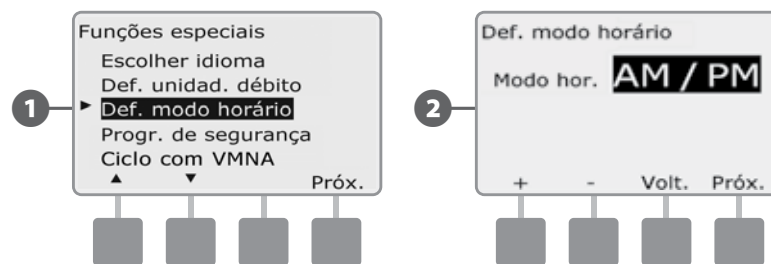 1
Funções especiais
Escolher idioma
Def. unidad. débito
► Def. modo horário
Progr. de segurança
Ciclo com VMNA
▲ ▼ Próx.
2
Def. modo horário
Modo hor. AM / PM
+ - Volt. Próx.